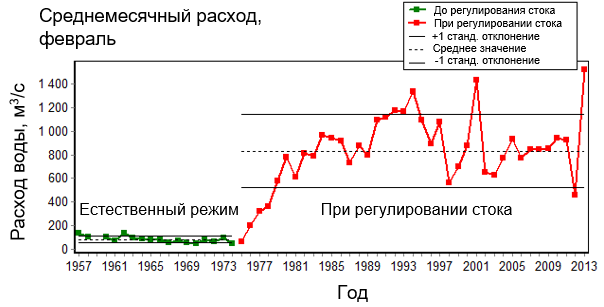 Среднемесячный расход,
февраль
До регулирования стока
При регулировании стока
+1 станд. отклонение
Среднее значение
-1 станд. отклонение
Расход воды, м³/с
1 400
1 200
1 000
800
600
400
200
0
Естественный режим
При регулировании стока
1957 1961 1965 1969 1973 1977 1981 1985 1989 1993 1997 2001 2005 2009 2013
Год